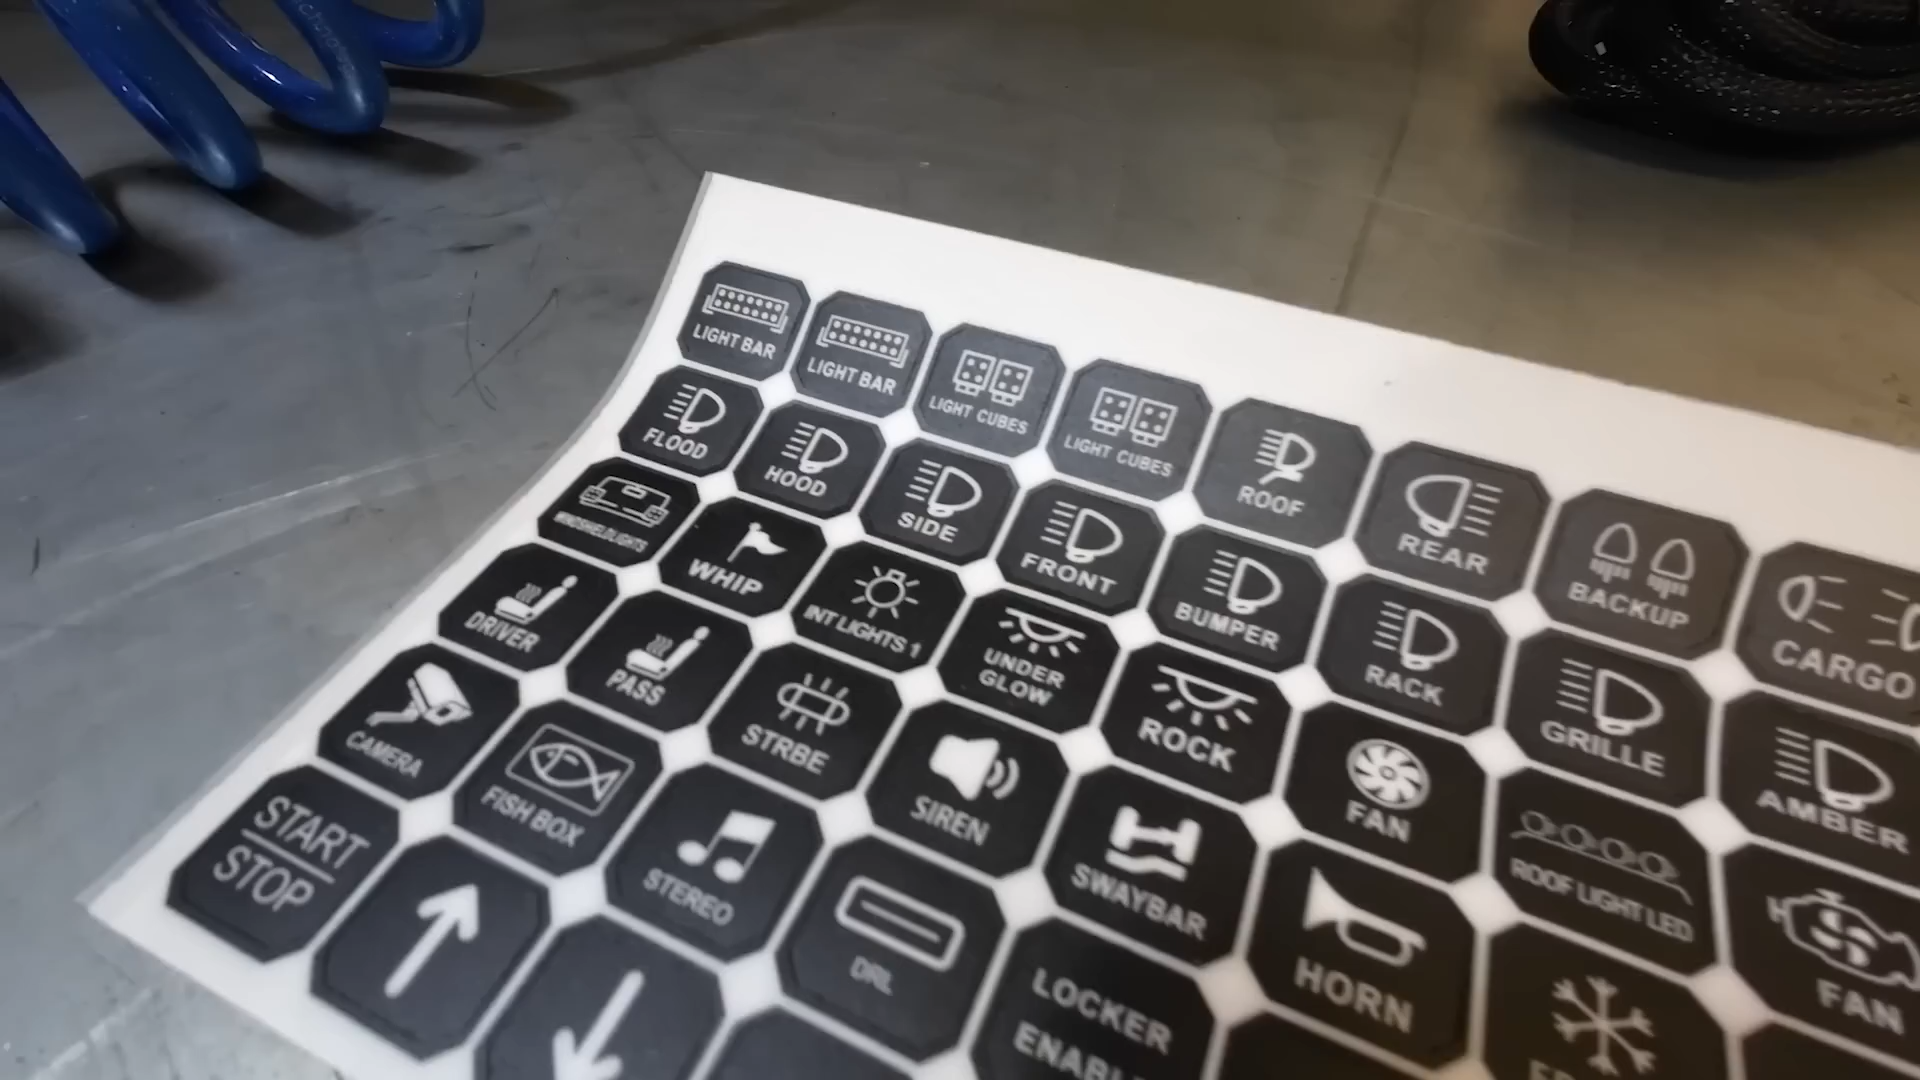 LIGHT BAR
LIGHT BAR
LIGHT CUBES
LIGHT CUBES
ROOF
REAR
BACKUP
CARGO
FLOOD
HOOD
SIDE
FRONT
BUMPER
RACK
GRILLE
AMBER
WINDSHIELD LIGHTS
WHIP
INT LIGHTS 1
UNDER
GLOW
ROCK
FAN
ROOF LIGHT LED
FAN
DRIVER
PASS
STRBE
SIREN
SWAYBAR
HORN
CAMERA
FISH BOX
STEREO
DRL
LOCKER
START
STOP